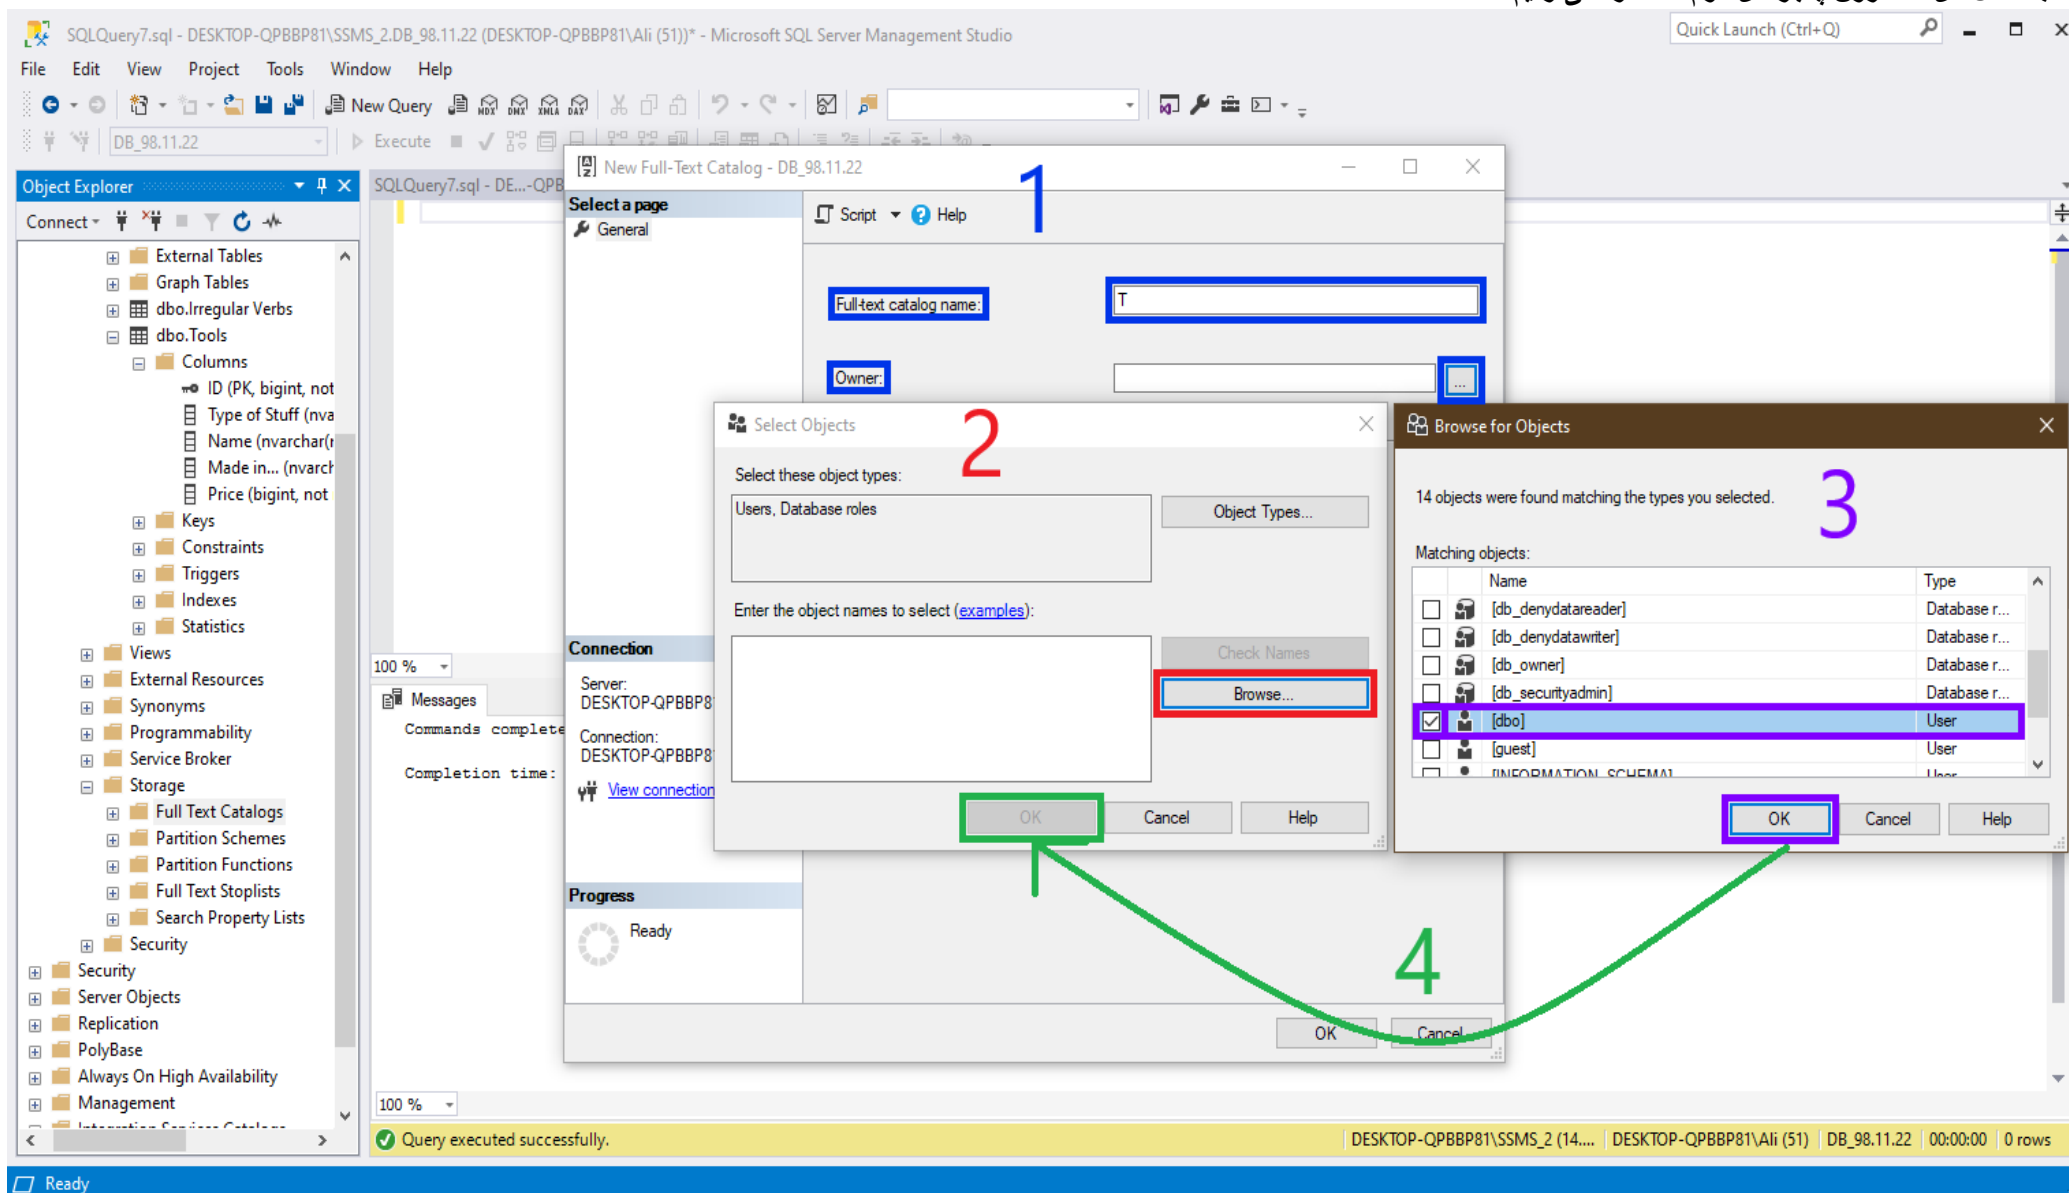 SQLQuery7.sql - DESKTOP-QPBBP81\SSMS_2.DB_98.11.22 (DESKTOP-QPBBP81\Ali (51))* - Microsoft SQL Server Management Studio
Quick Launch (Ctrl+Q)
File Edit View Project Tools Window Help
New Query MDX DMX XMLA DAX
DB_98.11.22 Execute
Object Explorer
SQLQuery7.sql - DE...-QPB
Connect
External Tables
Graph Tables
dbo.Irregular Verbs
dbo.Tools
Columns
ID (PK, bigint, not
Type of Stuff (nva
Name (nvarchar(
Made in... (nvarch
Price (bigint, not
Keys
Constraints
Triggers
Indexes
Statistics
Views
External Resources
Synonyms
Programmability
Service Broker
Storage
Full Text Catalogs
Partition Schemes
Partition Functions
Full Text Stoplists
Search Property Lists
Security
Security
Server Objects
Replication
PolyBase
Always On High Availability
Management
Integration Services Catalogs
100 %
Messages
Commands complete
Completion time:
100 %
New Full-Text Catalog - DB_98.11.22
1
Select a page
General
Script Help
Full-text catalog name: T
Owner: ...
Connection
Server:
DESKTOP-QPBBP8
Connection:
DESKTOP-QPBBP8
View connection
Progress
Ready
OK Cancel
Select Objects
2
Select these object types:
Users, Database roles
Object Types...
Enter the object names to select (examples):
Check Names
Browse...
OK Cancel Help
Browse for Objects
3
14 objects were found matching the types you selected.
Matching objects:
Name Type
[db_denydatareader] Database r...
[db_denydatawriter] Database r...
[db_owner] Database r...
[db_securityadmin] Database r...
[dbo] User
[guest] User
[INFORMATION_SCHEMA] User
OK Cancel Help
4
Query executed successfully.
DESKTOP-QPBBP81\SSMS_2 (14.... DESKTOP-QPBBP81\Ali (51) DB_98.11.22 00:00:00 0 rows
Ready